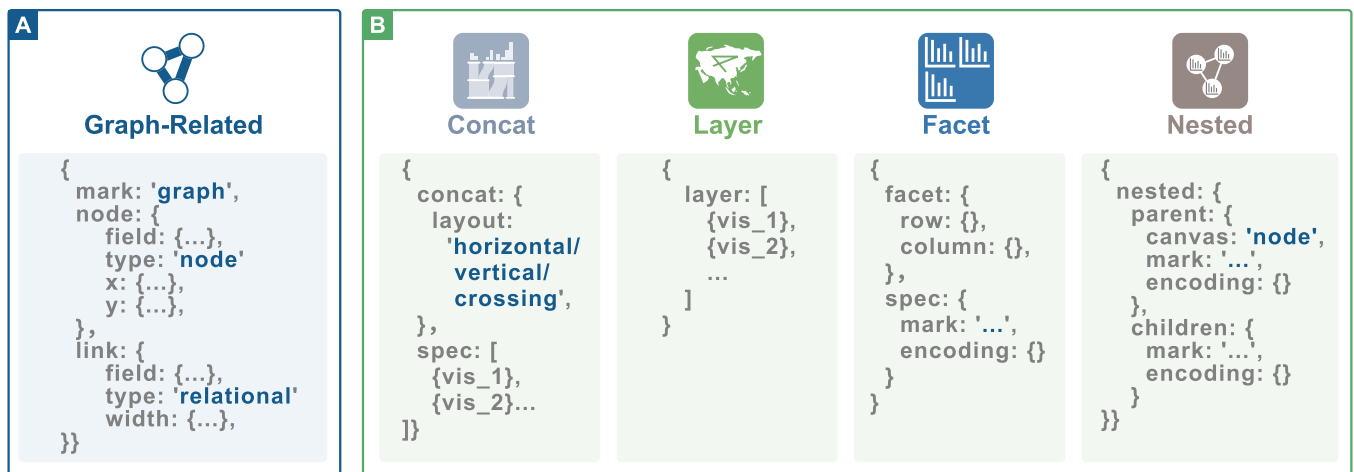 A
Graph-Related
{
mark: 'graph',
node: {
field: {...},
type: 'node'
x: {...},
y: {...},
},
link: {
field: {...},
type: 'relational'
width: {...},
}}
B
Concat
{
concat: {
layout:
'horizontal/
vertical/
crossing',
},
spec: [
{vis_1},
{vis_2}...
]}
Layer
{
layer: [
{vis_1},
{vis_2},
...
]
}
Facet
{
facet: {
row: {},
column: {},
},
spec: {
mark: '...',
encoding: {}
}
}
Nested
{
nested: {
parent: {
canvas: 'node',
mark: '...',
encoding: {}
},
children: {
mark: '...',
encoding: {}
}
}}